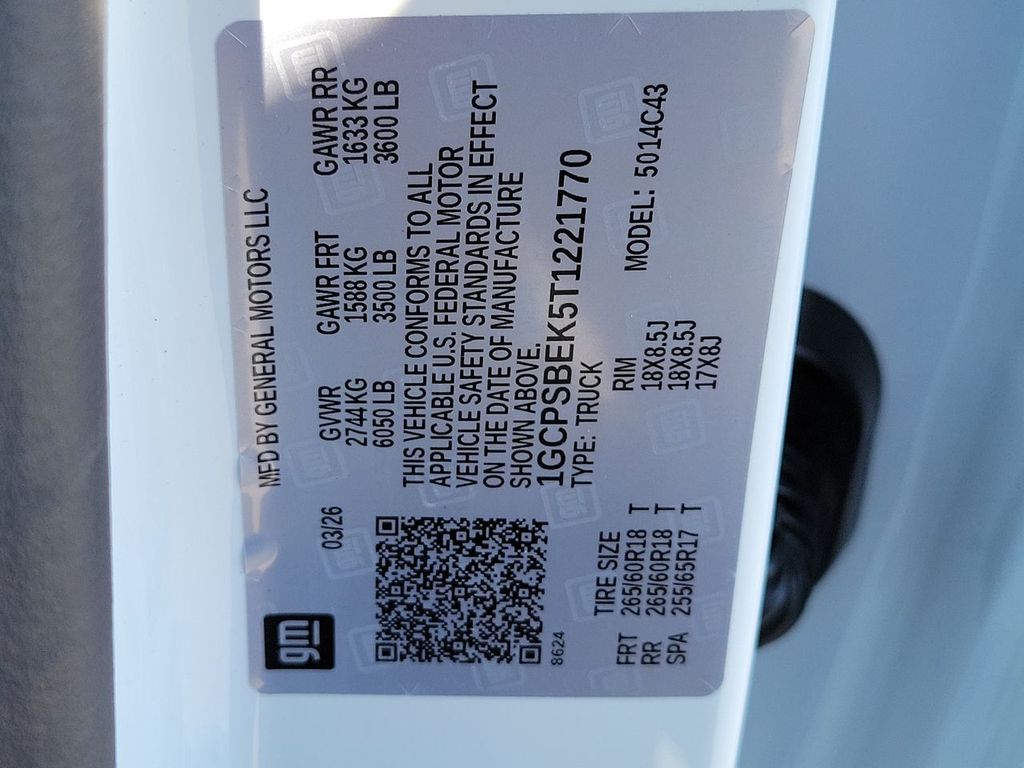 gm
MFD BY GENERAL MOTORS LLC
03/26
GVWR GAWR FRT GAWR RR
2744 KG 1588 KG 1633 KG
6050 LB 3500 LB 3600 LB
THIS VEHICLE CONFORMS TO ALL
APPLICABLE U.S. FEDERAL MOTOR
VEHICLE SAFETY STANDARDS IN EFFECT
ON THE DATE OF MANUFACTURE
SHOWN ABOVE.
1GCPSBEK5T1221770
TYPE: TRUCK
8624
TIRE SIZE RIM MODEL: 5014C43
FRT 265/60R18 T 18X8.5J
RR 265/60R18 T 18X8.5J
SPA 255/65R17 T 17X8J